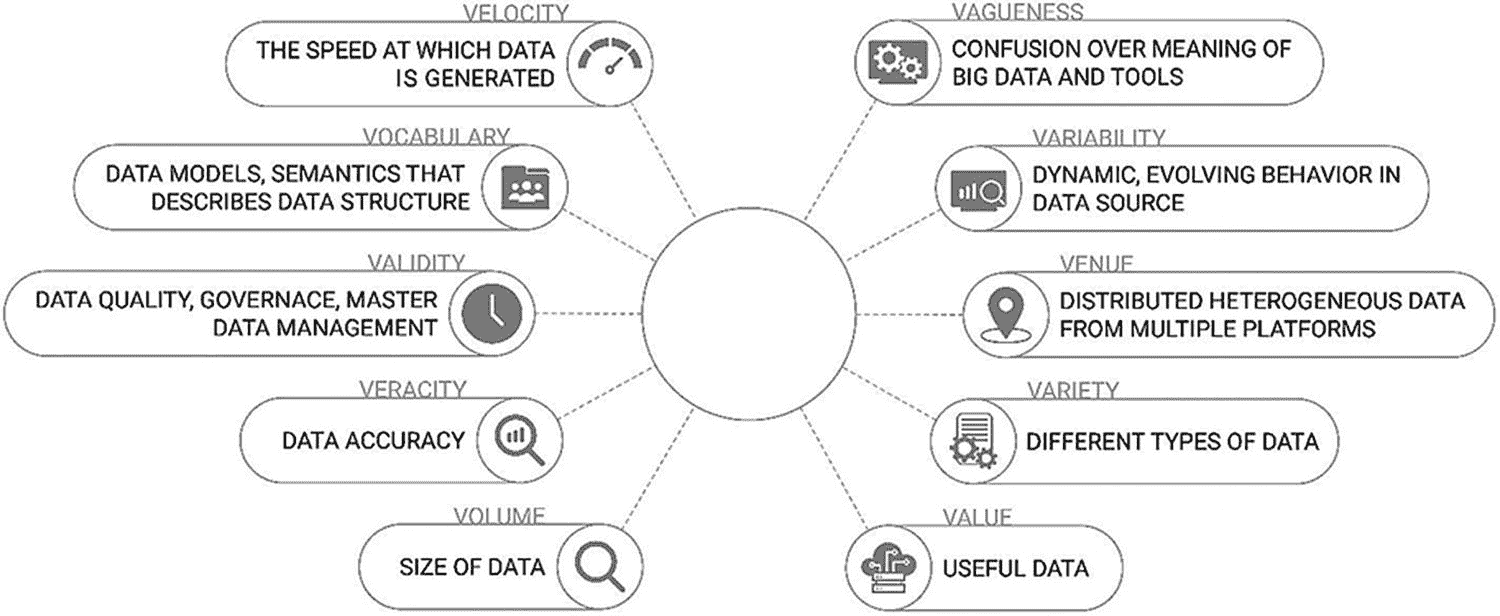 VELOCITY
THE SPEED AT WHICH DATA
IS GENERATED
VOCABULARY
DATA MODELS, SEMANTICS THAT
DESCRIBES DATA STRUCTURE
VALIDITY
DATA QUALITY, GOVERNACE, MASTER
DATA MANAGEMENT
VERACITY
DATA ACCURACY
VOLUME
SIZE OF DATA
VAGUENESS
CONFUSION OVER MEANING OF
BIG DATA AND TOOLS
VARIABILITY
DYNAMIC, EVOLVING BEHAVIOR IN
DATA SOURCE
VENUE
DISTRIBUTED HETEROGENEOUS DATA
FROM MULTIPLE PLATFORMS
VARIETY
DIFFERENT TYPES OF DATA
VALUE
USEFUL DATA